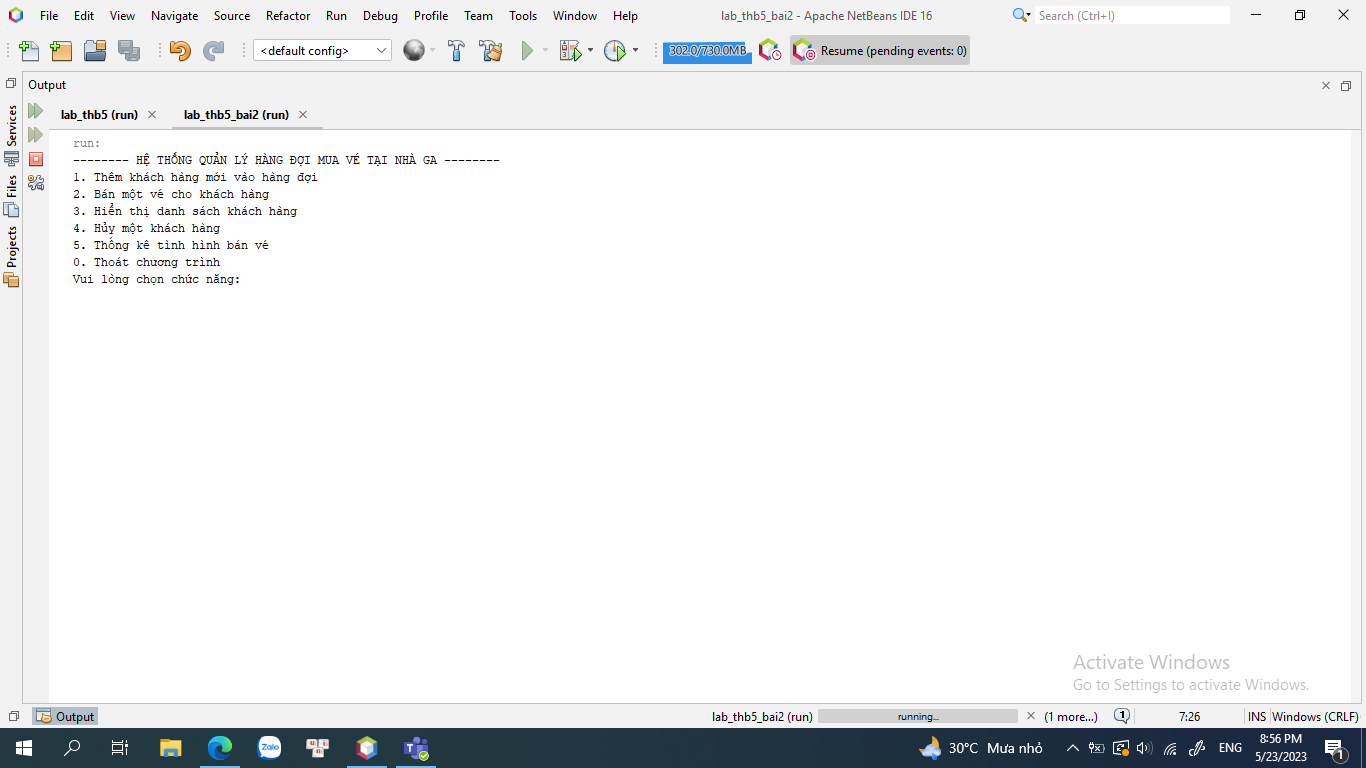 File Edit View Navigate Source Refactor Run Debug Profile Team Tools Window Help
lab_thb5_bai2 - Apache NetBeans IDE 16
Search (Ctrl+I)
<default config>
302.0/730.0MB
Resume (pending events: 0)
Output
Services
Files
Projects
lab_thb5 (run)
lab_thb5_bai2 (run)
run:
-------- HỆ THỐNG QUẢN LÝ HÀNG ĐỢI MUA VÉ TẠI NHÀ GA --------
1. Thêm khách hàng mới vào hàng đợi
2. Bán một vé cho khách hàng
3. Hiển thị danh sách khách hàng
4. Hủy một khách hàng
5. Thống kê tình hình bán vé
0. Thoát chương trình
Vui lòng chọn chức năng:
Activate Windows
Go to Settings to activate Windows.
Output
lab_thb5_bai2 (run)
running...
(1 more...)
1
7:26
INS
Windows (CRLF)
Zalo
30°C Mưa nhỏ
ENG
8:56 PM
5/23/2023
1